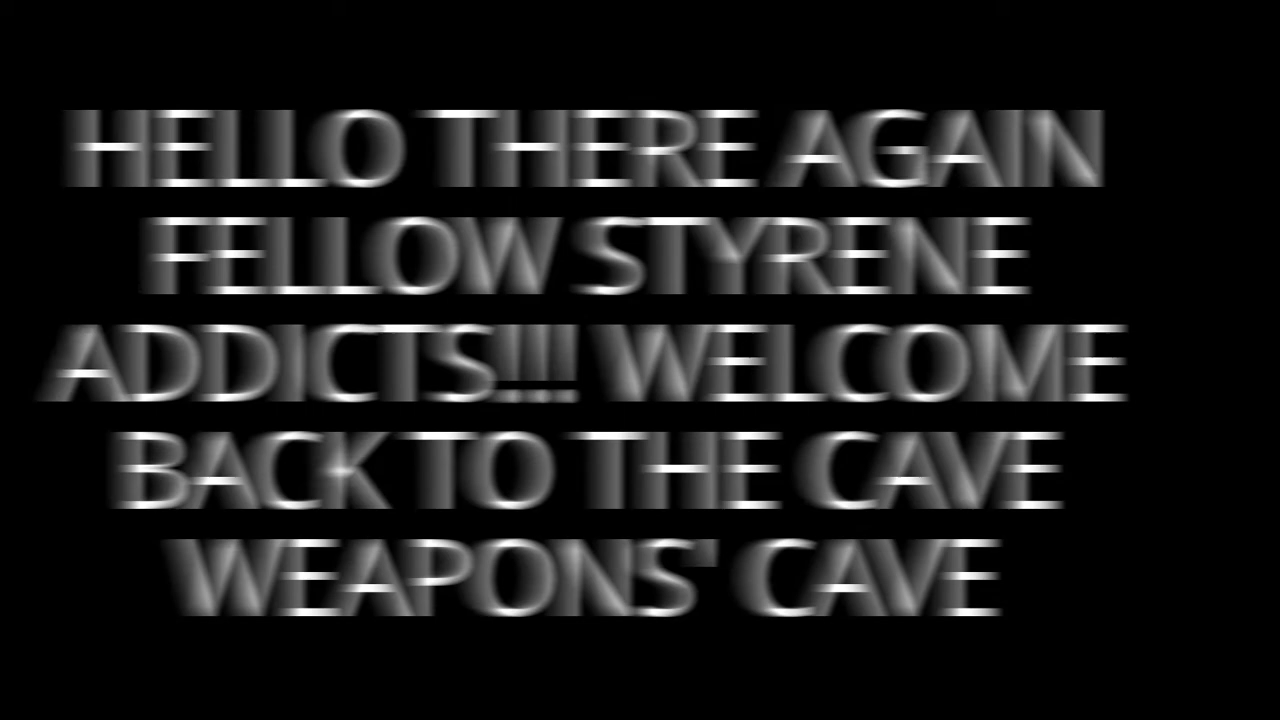 HELLO THERE AGAIN
FELLOW STYRENE
ADDICTS!!! WELCOME
BACK TO THE CAVE
WEAPONS' CAVE